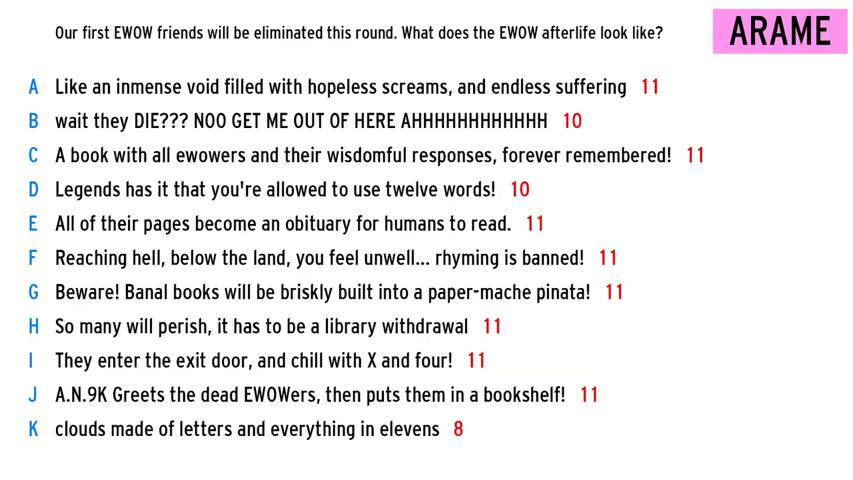 Our first EWOW friends will be eliminated this round. What does the EWOW afterlife look like?
ARAME
A Like an inmense void filled with hopeless screams, and endless suffering 11
B wait they DIE??? NOO GET ME OUT OF HERE AHHHHHHHHHHHH 10
C A book with all ewowers and their wisdomful responses, forever remembered! 11
D Legends has it that you're allowed to use twelve words! 10
E All of their pages become an obituary for humans to read. 11
F Reaching hell, below the land, you feel unwell... rhyming is banned! 11
G Beware! Banal books will be briskly built into a paper-mache pinata! 11
H So many will perish, it has to be a library withdrawal 11
I They enter the exit door, and chill with X and four! 11
J A.N.9K Greets the dead EWOWers, then puts them in a bookshelf! 11
K clouds made of letters and everything in elevens 8